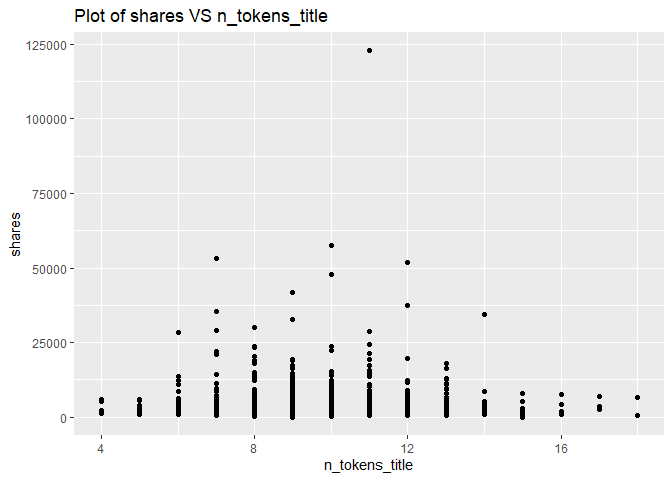 Plot of shares VS n_tokens_title
125000
100000
75000
50000
25000
0
shares
4 8 12 16
n_tokens_title